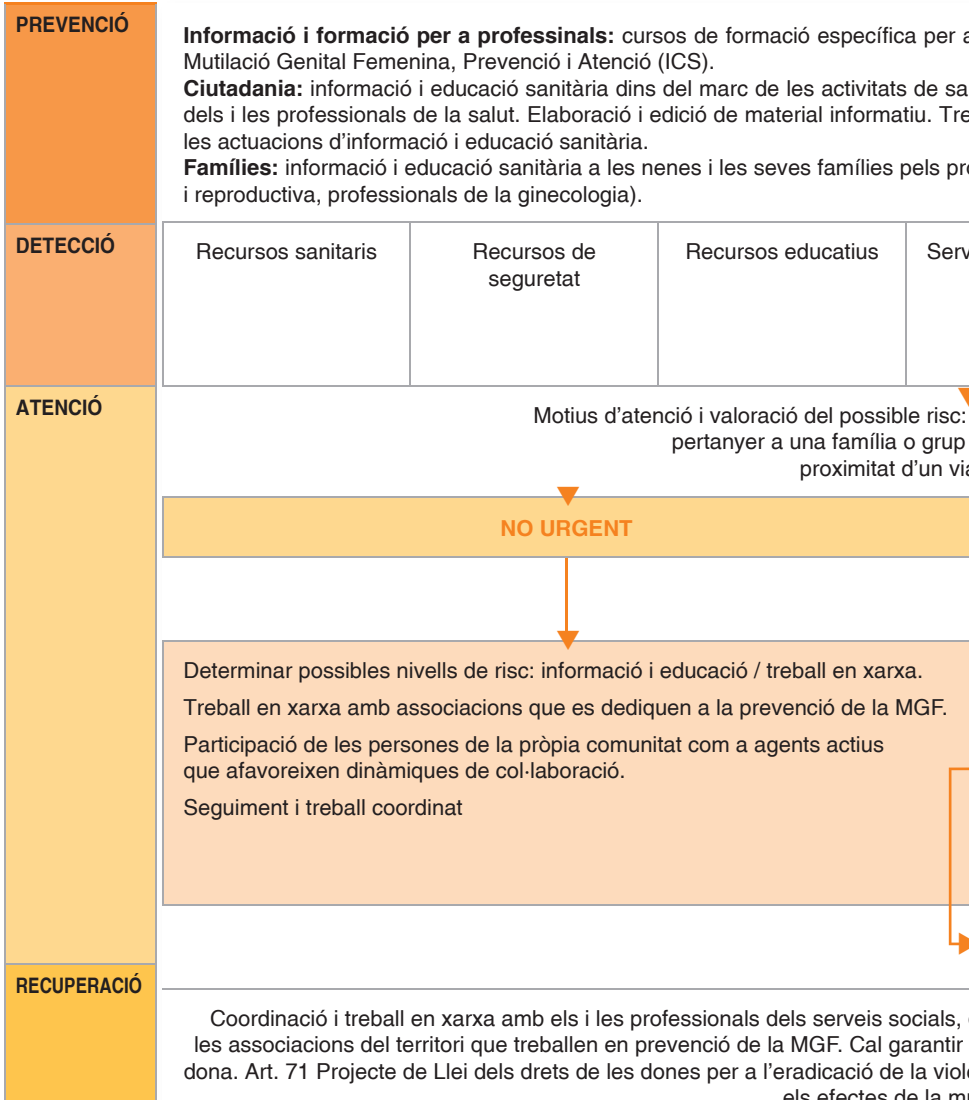 PREVENCIÓ
Informació i formació per a professinals: cursos de formació específica per a
Mutilació Genital Femenina, Prevenció i Atenció (ICS).
Ciutadania: informació i educació sanitària dins del marc de les activitats de sa
dels i les professionals de la salut. Elaboració i edició de material informatiu. Tre
les actuacions d’informació i educació sanitària.
Famílies: informació i educació sanitària a les nenes i les seves famílies pels pro
i reproductiva, professionals de la ginecologia).
DETECCIÓ
Recursos sanitaris
Recursos de
seguretat
Recursos educatius
Serv
ATENCIÓ
Motius d’atenció i valoració del possible risc:
pertanyer a una família o grup
proximitat d’un via
NO URGENT
Determinar possibles nivells de risc: informació i educació / treball en xarxa.
Treball en xarxa amb associacions que es dediquen a la prevenció de la MGF.
Participació de les persones de la pròpia comunitat com a agents actius
que afavoreixen dinàmiques de col·laboració.
Seguiment i treball coordinat
RECUPERACIÓ
Coordinació i treball en xarxa amb els i les professionals dels serveis socials,
les associacions del territori que treballen en prevenció de la MGF. Cal garantir
dona. Art. 71 Projecte de Llei dels drets de les dones per a l’eradicació de la viol
els efectes de la m